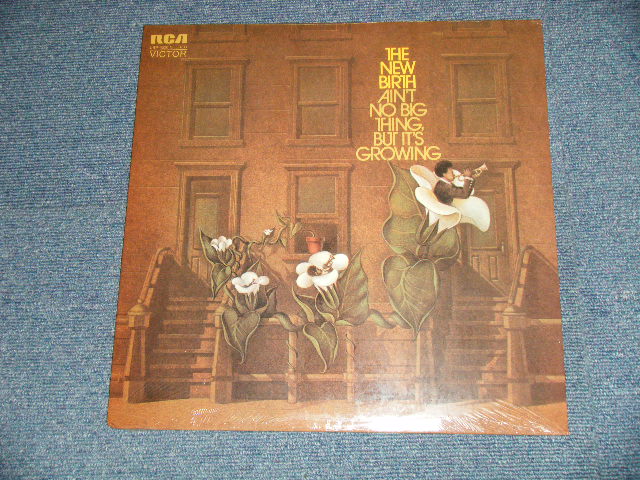 RCA
VICTOR
THE
NEW
BIRTH
AIN'T
NO BIG
THING,
BUT IT'S
GROWING